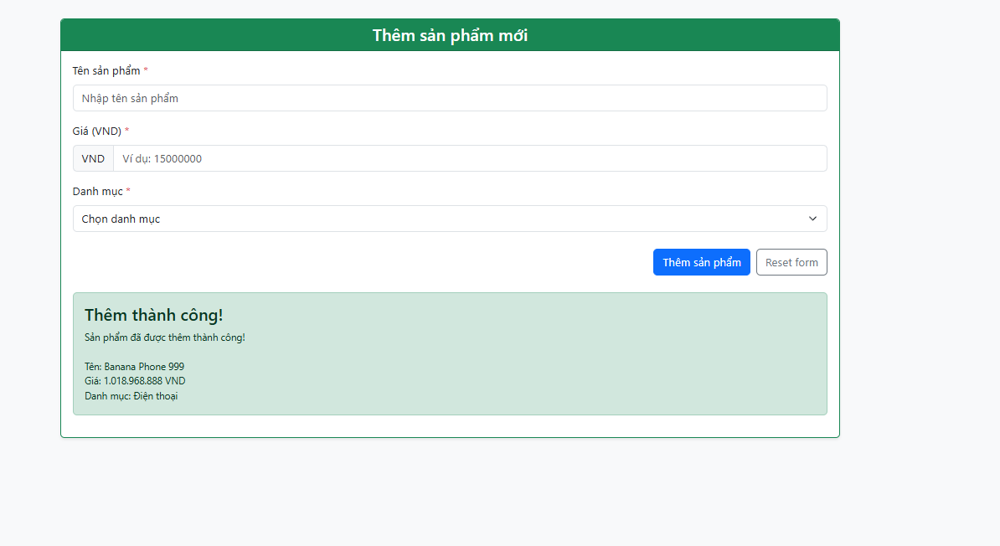 Thêm sản phẩm mới
Tên sản phẩm *
Nhập tên sản phẩm
Giá (VND) *
VND Ví dụ: 15000000
Danh mục *
Chọn danh mục
Thêm sản phẩm Reset form
Thêm thành công!
Sản phẩm đã được thêm thành công!
Tên: Banana Phone 999
Giá: 1.018.968.888 VND
Danh mục: Điện thoại